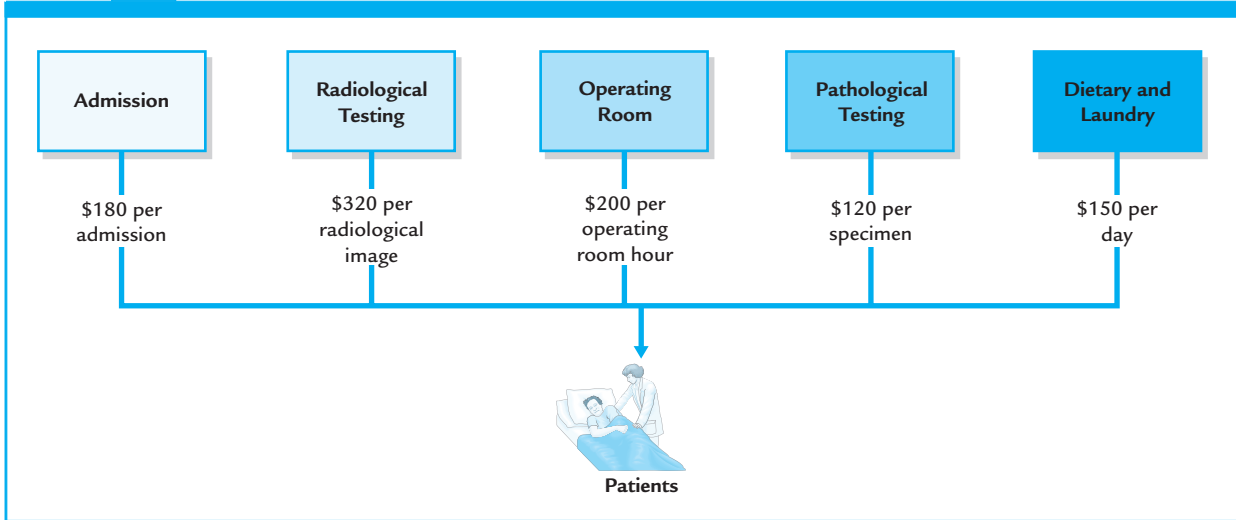 Admission
Radiological
Testing
Operating
Room
Pathological
Testing
Dietary and
Laundry
$180 per
admission
$320 per
radiological
image
$200 per
operating
room hour
$120 per
specimen
$150 per
day
Patients